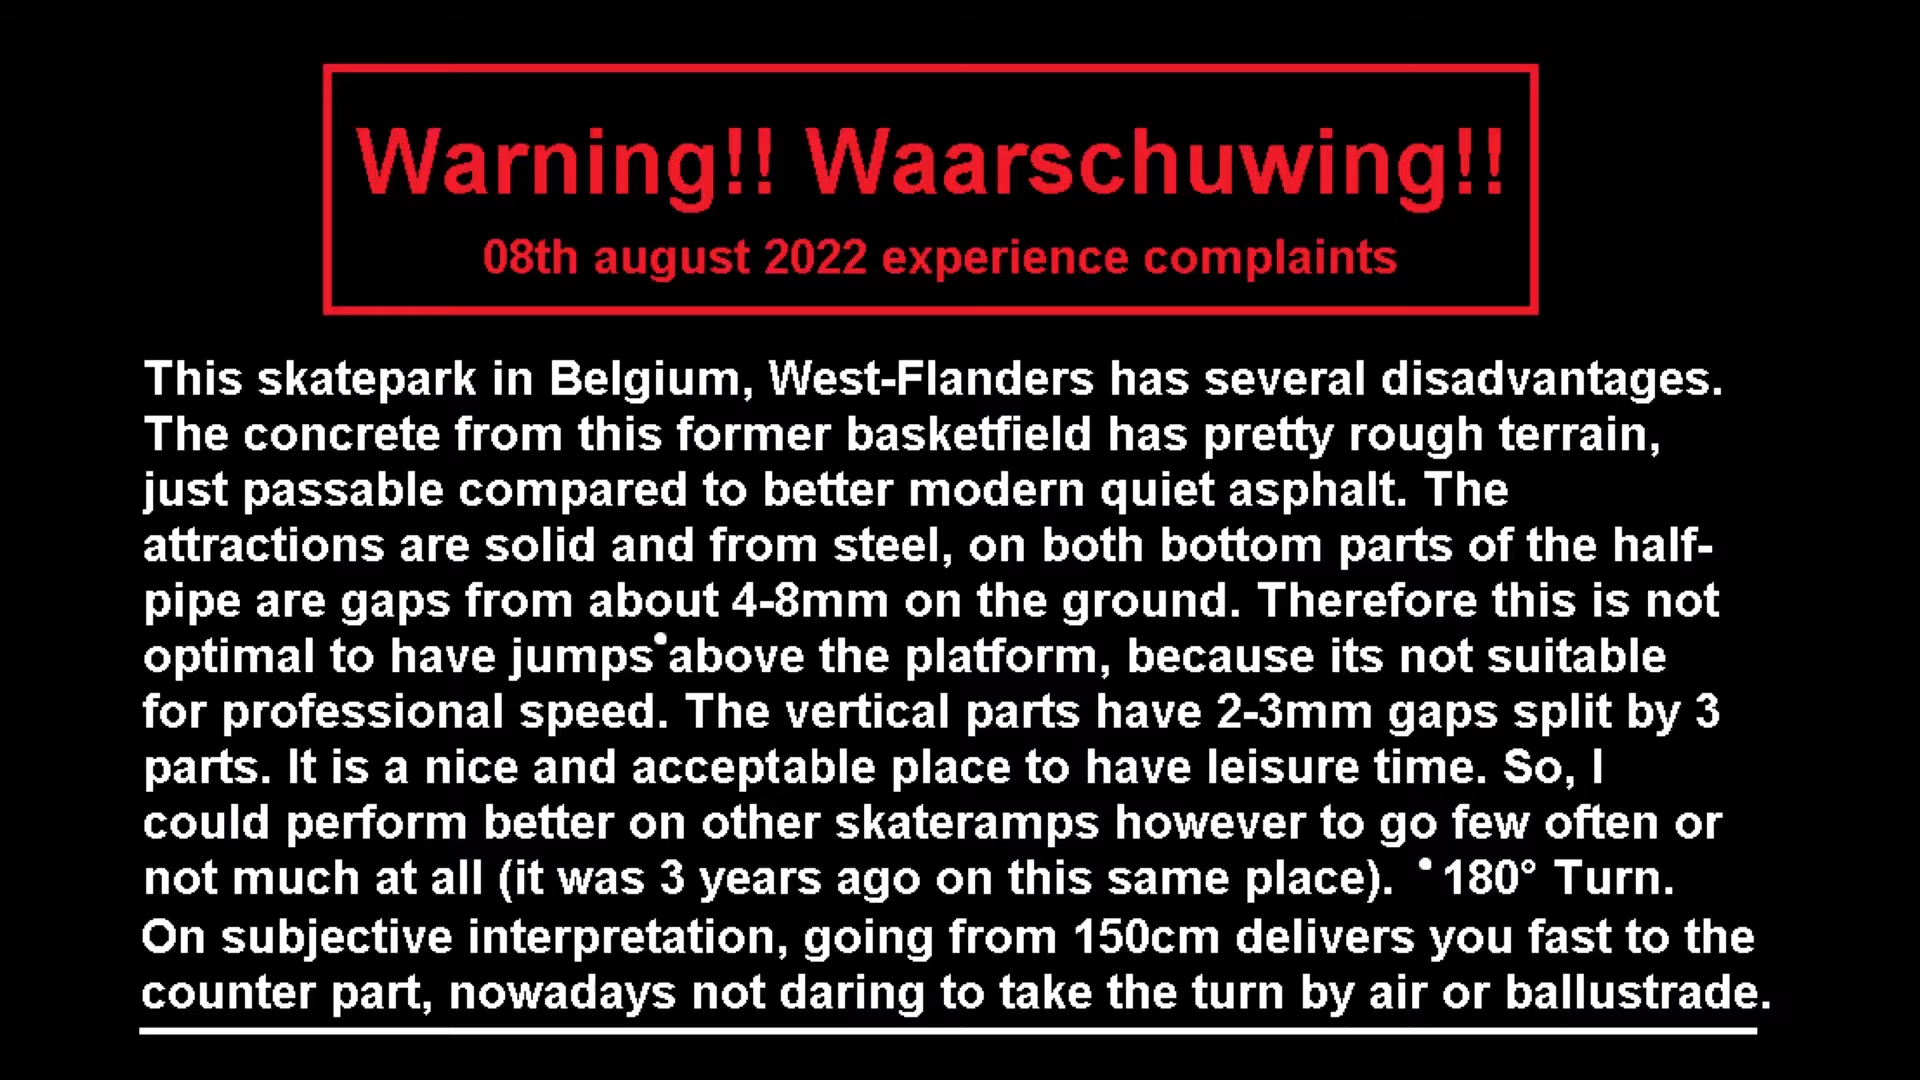 Warning!! Waarschuwing!!
08th august 2022 experience complaints
This skatepark in Belgium, West-Flanders has several disadvantages.
The concrete from this former basketfield has pretty rough terrain,
just passable compared to better modern quiet asphalt. The
attractions are solid and from steel, on both bottom parts of the half-
pipe are gaps from about 4-8mm on the ground. Therefore this is not
optimal to have jumps•above the platform, because its not suitable
for professional speed. The vertical parts have 2-3mm gaps split by 3
parts. It is a nice and acceptable place to have leisure time. So, I
could perform better on other skateramps however to go few often or
not much at all (it was 3 years ago on this same place). •180° Turn.
On subjective interpretation, going from 150cm delivers you fast to the
counter part, nowadays not daring to take the turn by air or ballustrade.